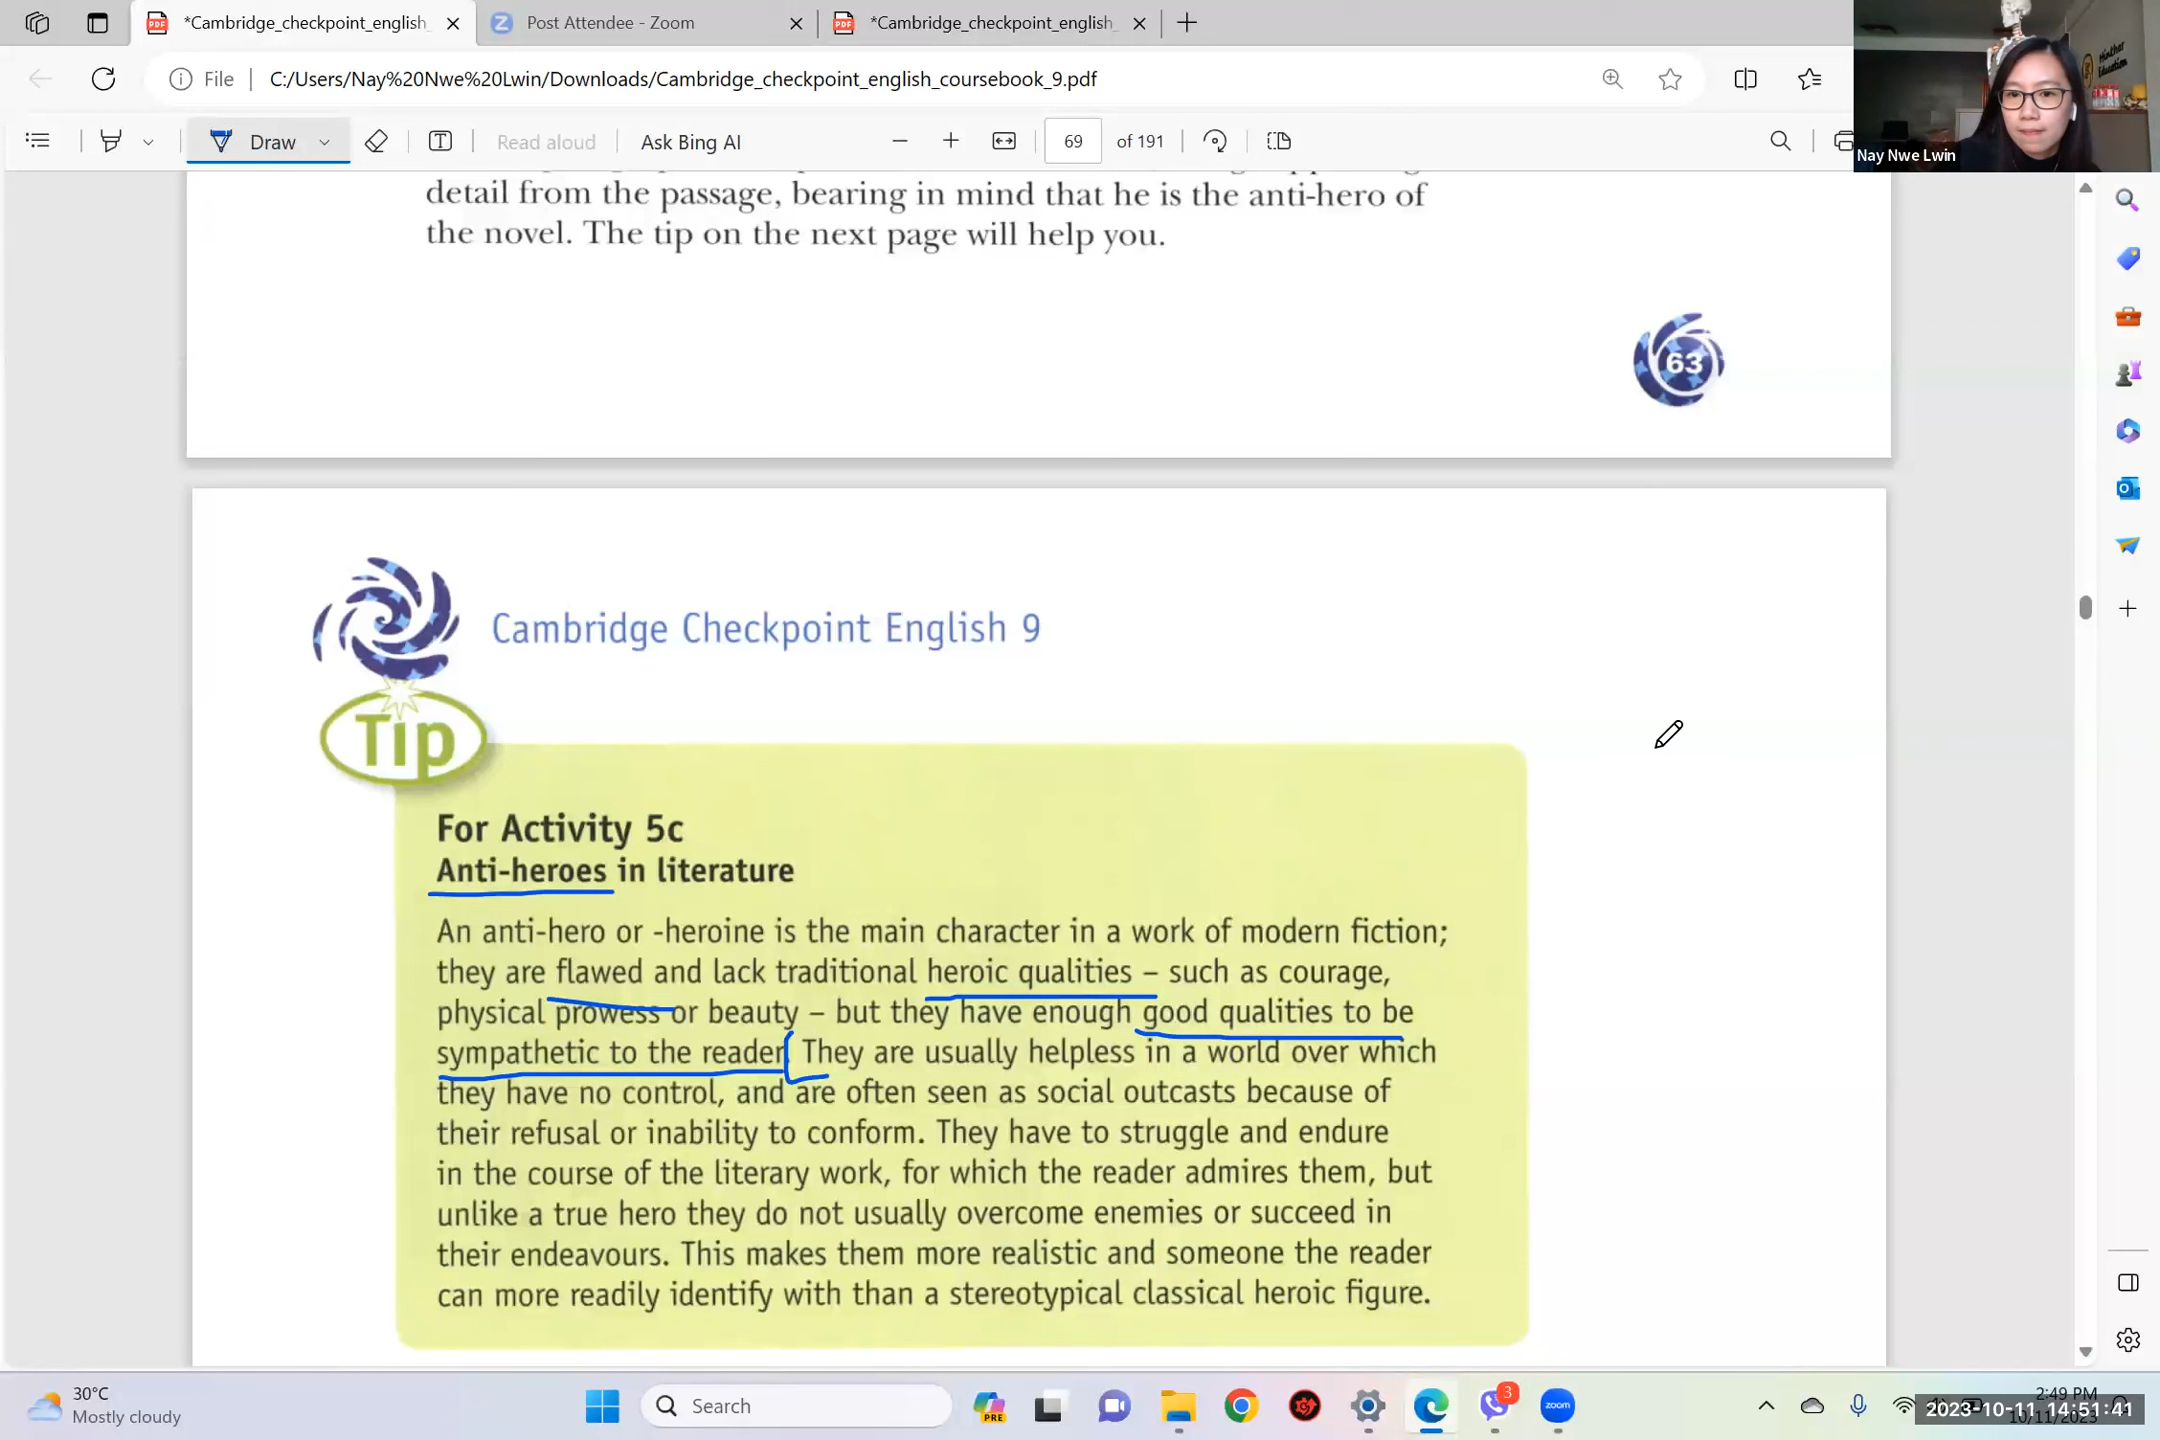 *Cambridge_checkpoint_english_
Post Attendee - Zoom
*Cambridge_checkpoint_english_
File
C:/Users/Nay%20Nwe%20Lwin/Downloads/Cambridge_checkpoint_english_coursebook_9.pdf
Draw
Read aloud
Ask Bing AI
69 of 191
Nay Nwe Lwin
detail from the passage, bearing in mind that he is the anti-hero of
the novel. The tip on the next page will help you.
63
Cambridge Checkpoint English 9
Tip
For Activity 5c
Anti-heroes in literature
An anti-hero or -heroine is the main character in a work of modern fiction;
they are flawed and lack traditional heroic qualities – such as courage,
physical prowess or beauty – but they have enough good qualities to be
sympathetic to the reader. They are usually helpless in a world over which
they have no control, and are often seen as social outcasts because of
their refusal or inability to conform. They have to struggle and endure
in the course of the literary work, for which the reader admires them, but
unlike a true hero they do not usually overcome enemies or succeed in
their endeavours. This makes them more realistic and someone the reader
can more readily identify with than a stereotypical classical heroic figure.
30°C
Mostly cloudy
Search
PRE
3
zoom
2:49 PM
2023-10-11 14:51:41
10/11/2023